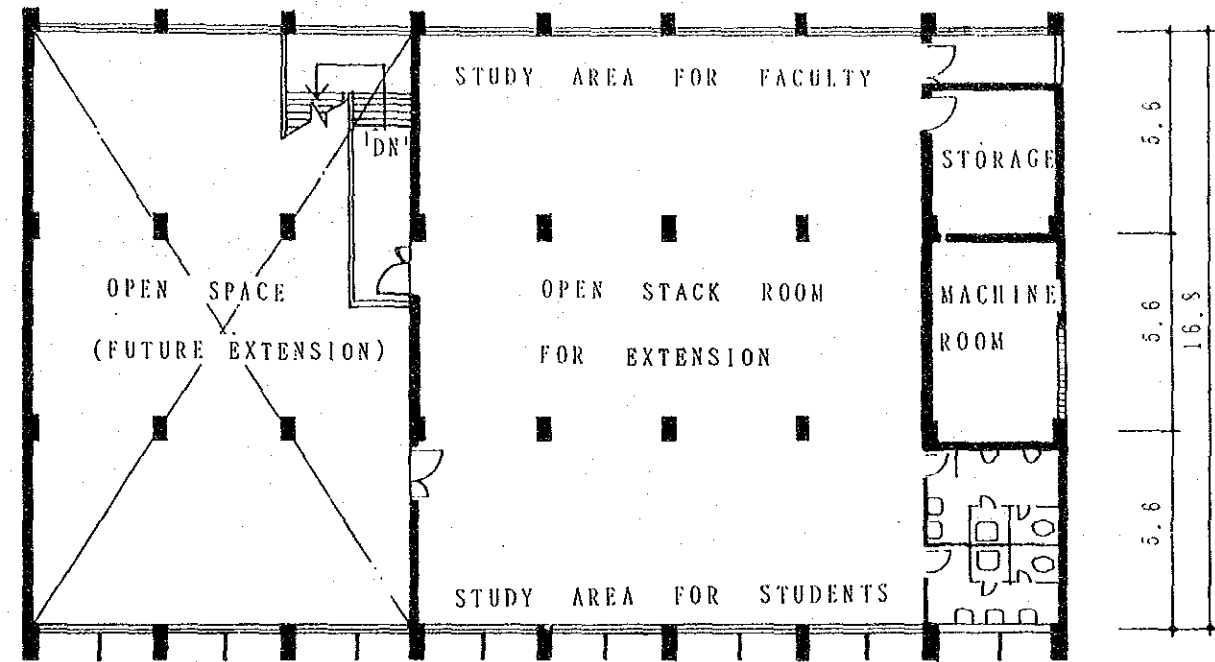 STUDY AREA FOR FACULTY
DN
STORAGE
OPEN SPACE
(FUTURE EXTENSION)
OPEN STACK ROOM
FOR EXTENSION
MACHINE
ROOM
STUDY AREA FOR STUDENTS
5.6
5.6
5.6
16.8